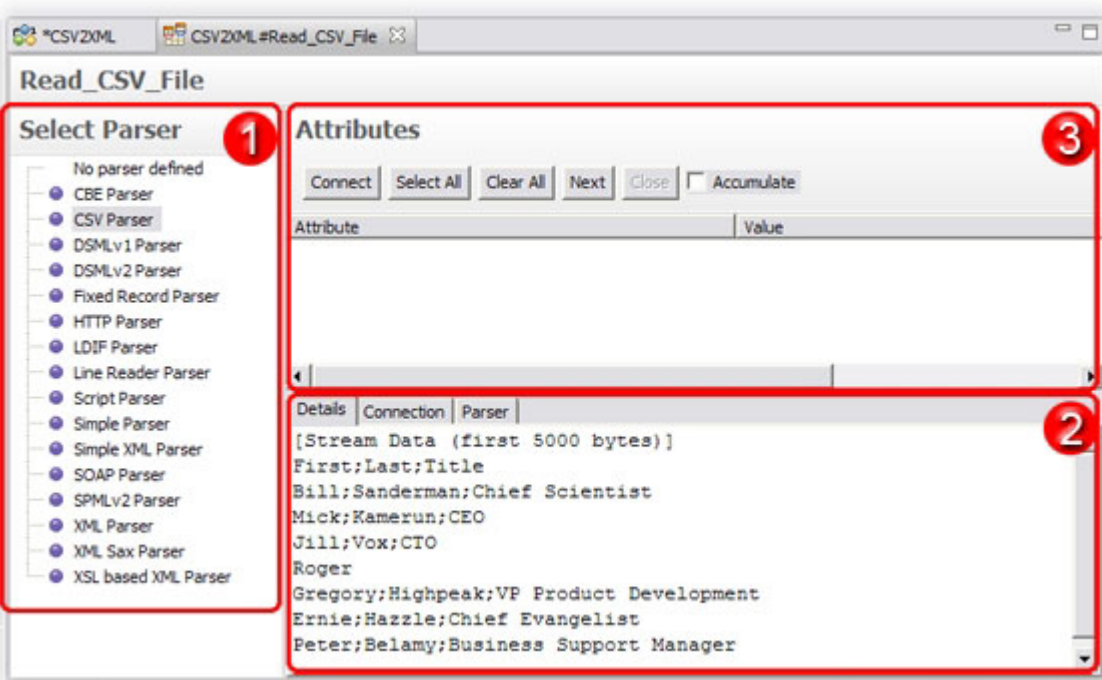 *CSV2XML
CSV2XML#Read_CSV_File
Read_CSV_File
Select Parser
1
No parser defined
CBE Parser
CSV Parser
DSMLv1 Parser
DSMLv2 Parser
Fixed Record Parser
HTTP Parser
LDIF Parser
Line Reader Parser
Script Parser
Simple Parser
Simple XML Parser
SOAP Parser
SPMLv2 Parser
XML Parser
XML Sax Parser
XSL based XML Parser
Attributes
3
Connect Select All Clear All Next Close Accumulate
Attribute Value
Details Connection Parser
2
[Stream Data (first 5000 bytes)]
First;Last;Title
Bill;Sanderman;Chief Scientist
Mick;Kamerun;CEO
Jill;Vox;CTO
Roger
Gregory;Highpeak;VP Product Development
Ernie;Hazzle;Chief Evangelist
Peter;Belamy;Business Support Manager